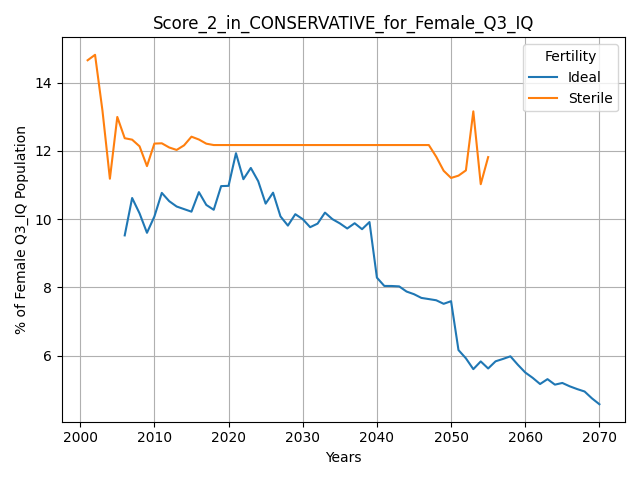 Score_2_in_CONSERVATIVE_for_Female_Q3_IQ
Fertility
Ideal
Sterile
% of Female Q3_IQ Population
14
12
10
8
6
2000 2010 2020 2030 2040 2050 2060 2070
Years